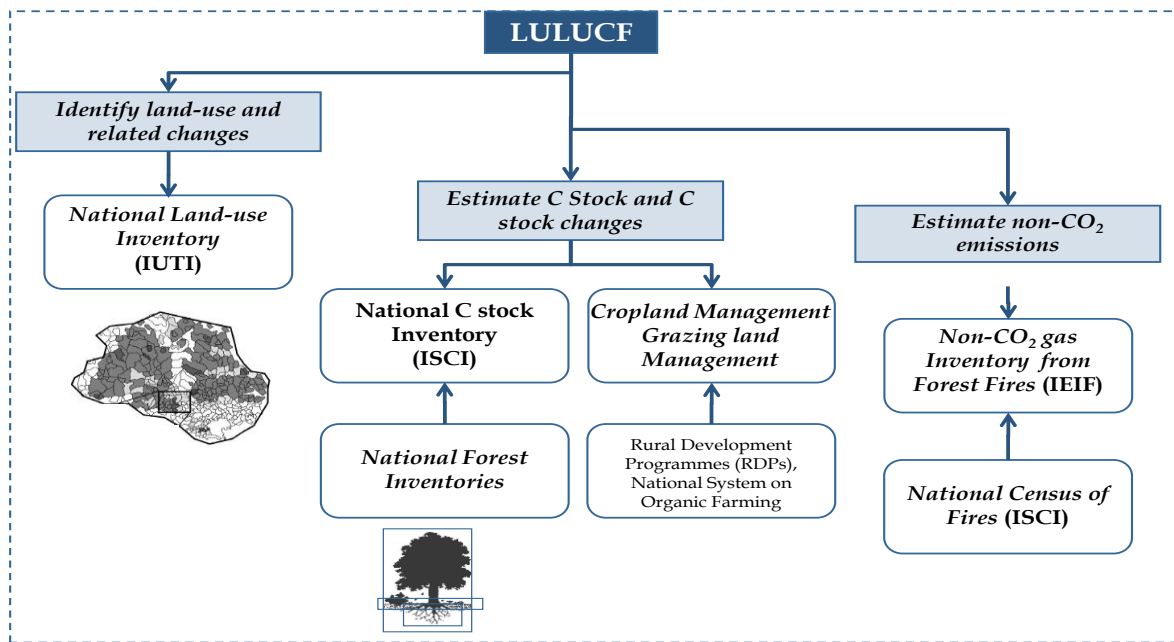 LULUCF
Identify land-use and
related changes
National Land-use
Inventory
(IUTI)
Estimate C Stock and C
stock changes
National C stock
Inventory
(ISCI)
National Forest
Inventories
Cropland Management
Grazing land
Management
Rural Development
Programmes (RDPs),
National System on
Organic Farming
Estimate non-CO₂
emissions
Non-CO₂ gas
Inventory from
Forest Fires (IEIF)
National Census of
Fires (ISCI)